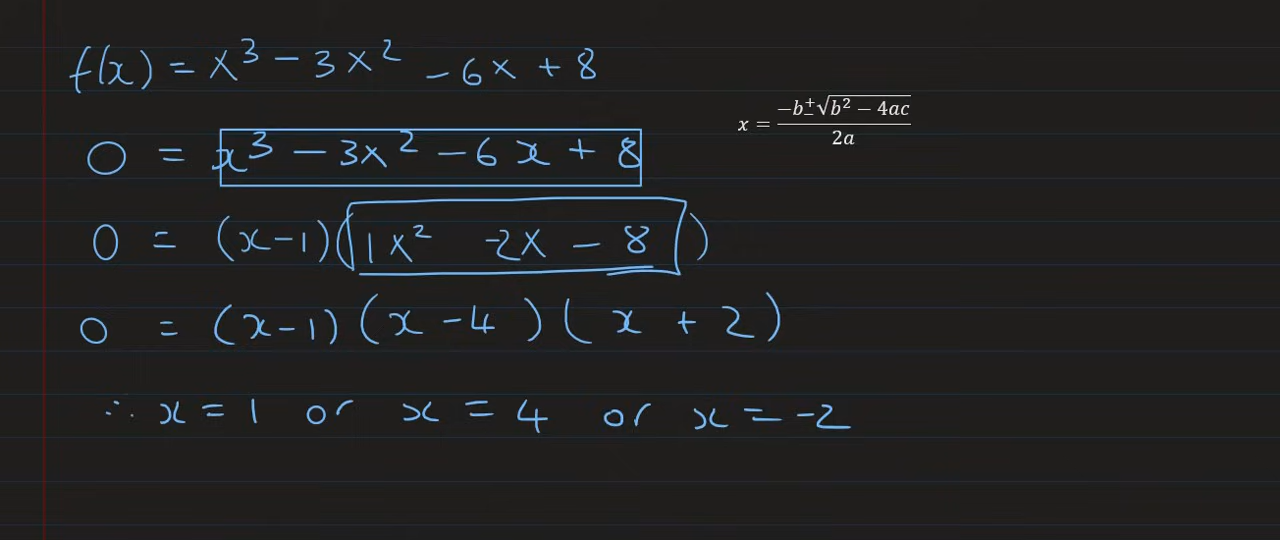 f(x) = x³ - 3x² - 6x + 8
x = (-b ± √(b² - 4ac)) / 2a
0 = x³ - 3x² - 6x + 8
0 = (x-1)(1x² -2x - 8)
0 = (x-1)(x-4)(x+2)
∴ x = 1 or x = 4 or x = -2